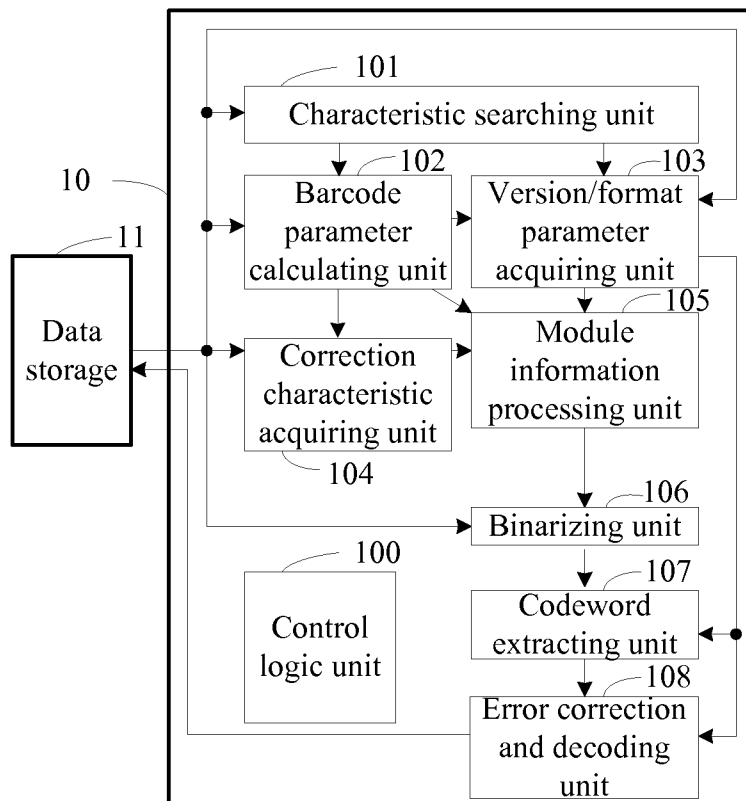 101
Characteristic searching unit
10
102
103
Barcode
parameter
calculating unit
Version/format
parameter
acquiring unit
11
Data
storage
105
Correction
characteristic
acquiring unit
Module
information
processing unit
104
106
Binarizing unit
100
Control
logic unit
107
Codeword
extracting unit
108
Error correction
and decoding
unit